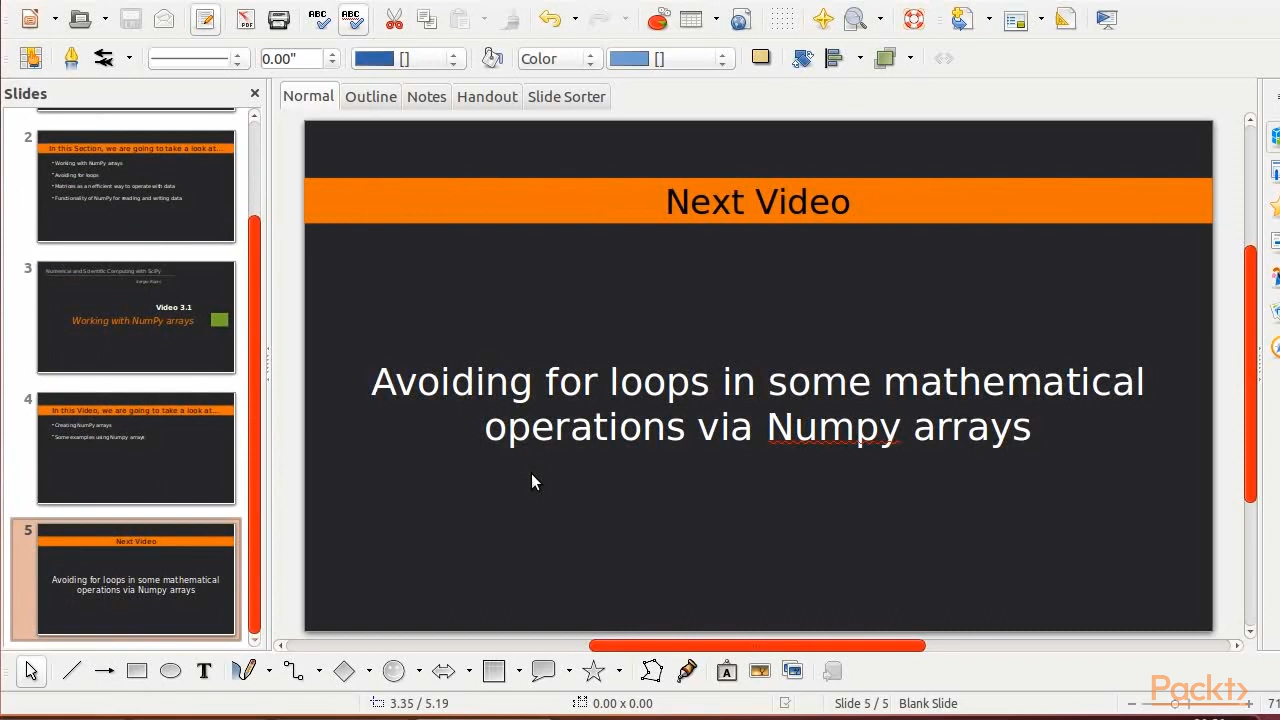 0.00"
[]
Color
[]
Slides
Normal
Outline
Notes
Handout
Slide Sorter
2
In this Section, we are going to take a look at...
• Working with NumPy arrays
• Avoiding for loops
• Matrices as an efficient way to operate with data
• Functionality of NumPy for reading and writing data
3
Numerical and Scientific Computing with SciPy
Video 3.1
Working with NumPy arrays
4
In this Video, we are going to take a look at...
• Creating NumPy arrays
• Some examples using Numpy arrays
5
Next Video
Avoiding for loops in some mathematical
operations via Numpy arrays
Next Video
Avoiding for loops in some mathematical
operations via Numpy arrays
3.35 / 5.19
0.00 x 0.00
Slide 5 / 5
Blank Slide
Packt